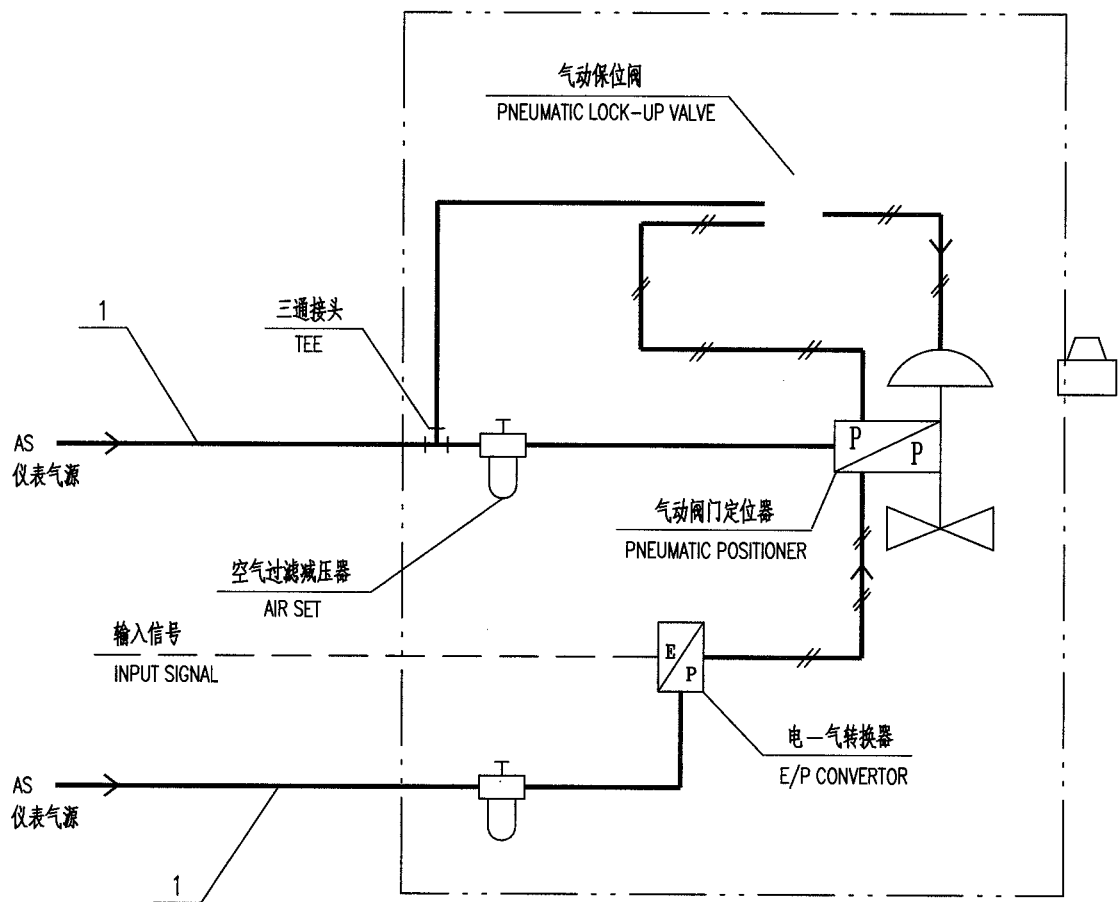 气动保位阀
PNEUMATIC LOCK-UP VALVE
1
三通接头
TEE
AS
仪表气源
P
P
气动阀门定位器
PNEUMATIC POSITIONER
空气过滤减压器
AIR SET
输入信号
INPUT SIGNAL
E
P
电—气转换器
E/P CONVERTOR
AS
仪表气源
1